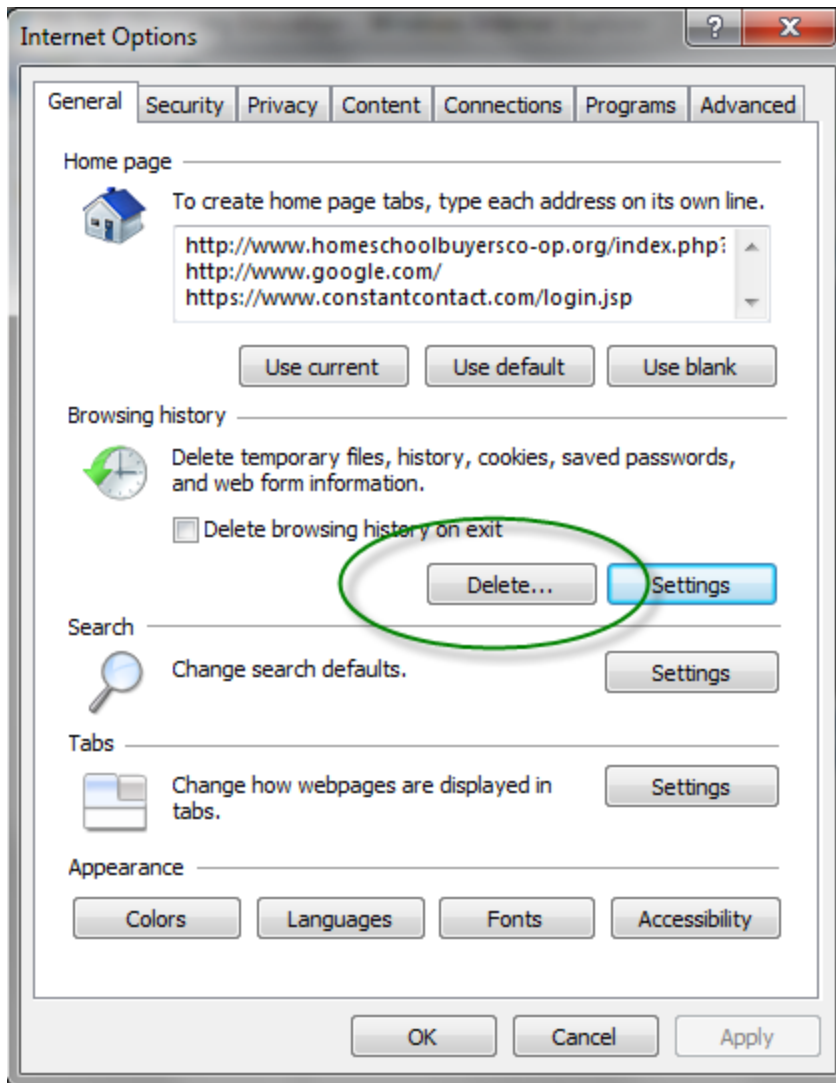 Internet Options
?
General Security Privacy Content Connections Programs Advanced
Home page
To create home page tabs, type each address on its own line.
http://www.homeschoolbuyersco-op.org/index.php?
http://www.google.com/
https://www.constantcontact.com/login.jsp
Use current Use default Use blank
Browsing history
Delete temporary files, history, cookies, saved passwords,
and web form information.
Delete browsing history on exit
Delete... Settings
Search
Change search defaults.
Settings
Tabs
Change how webpages are displayed in
tabs.
Settings
Appearance
Colors Languages Fonts Accessibility
OK Cancel Apply